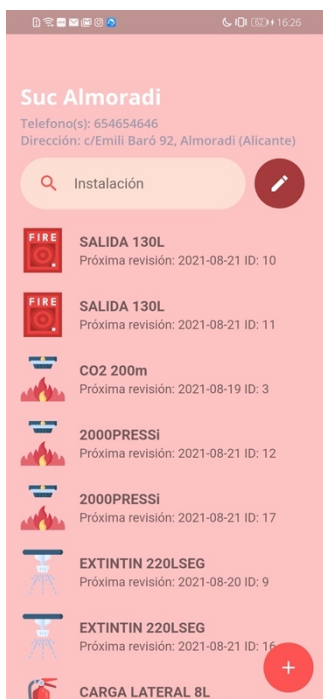 62 16:26
Suc Almoradi
Telefono(s): 654654646
Dirección: c/Emili Baró 92, Almoradi (Alicante)
Instalación
FIRE
SALIDA 130L
Próxima revisión: 2021-08-21 ID: 10
FIRE
SALIDA 130L
Próxima revisión: 2021-08-21 ID: 11
CO2 200m
Próxima revisión: 2021-08-19 ID: 3
2000PRESSi
Próxima revisión: 2021-08-21 ID: 12
2000PRESSi
Próxima revisión: 2021-08-21 ID: 17
EXTINTIN 220LSEG
Próxima revisión: 2021-08-20 ID: 9
EXTINTIN 220LSEG
Próxima revisión: 2021-08-21 ID: 16
CARGA LATERAL 8L